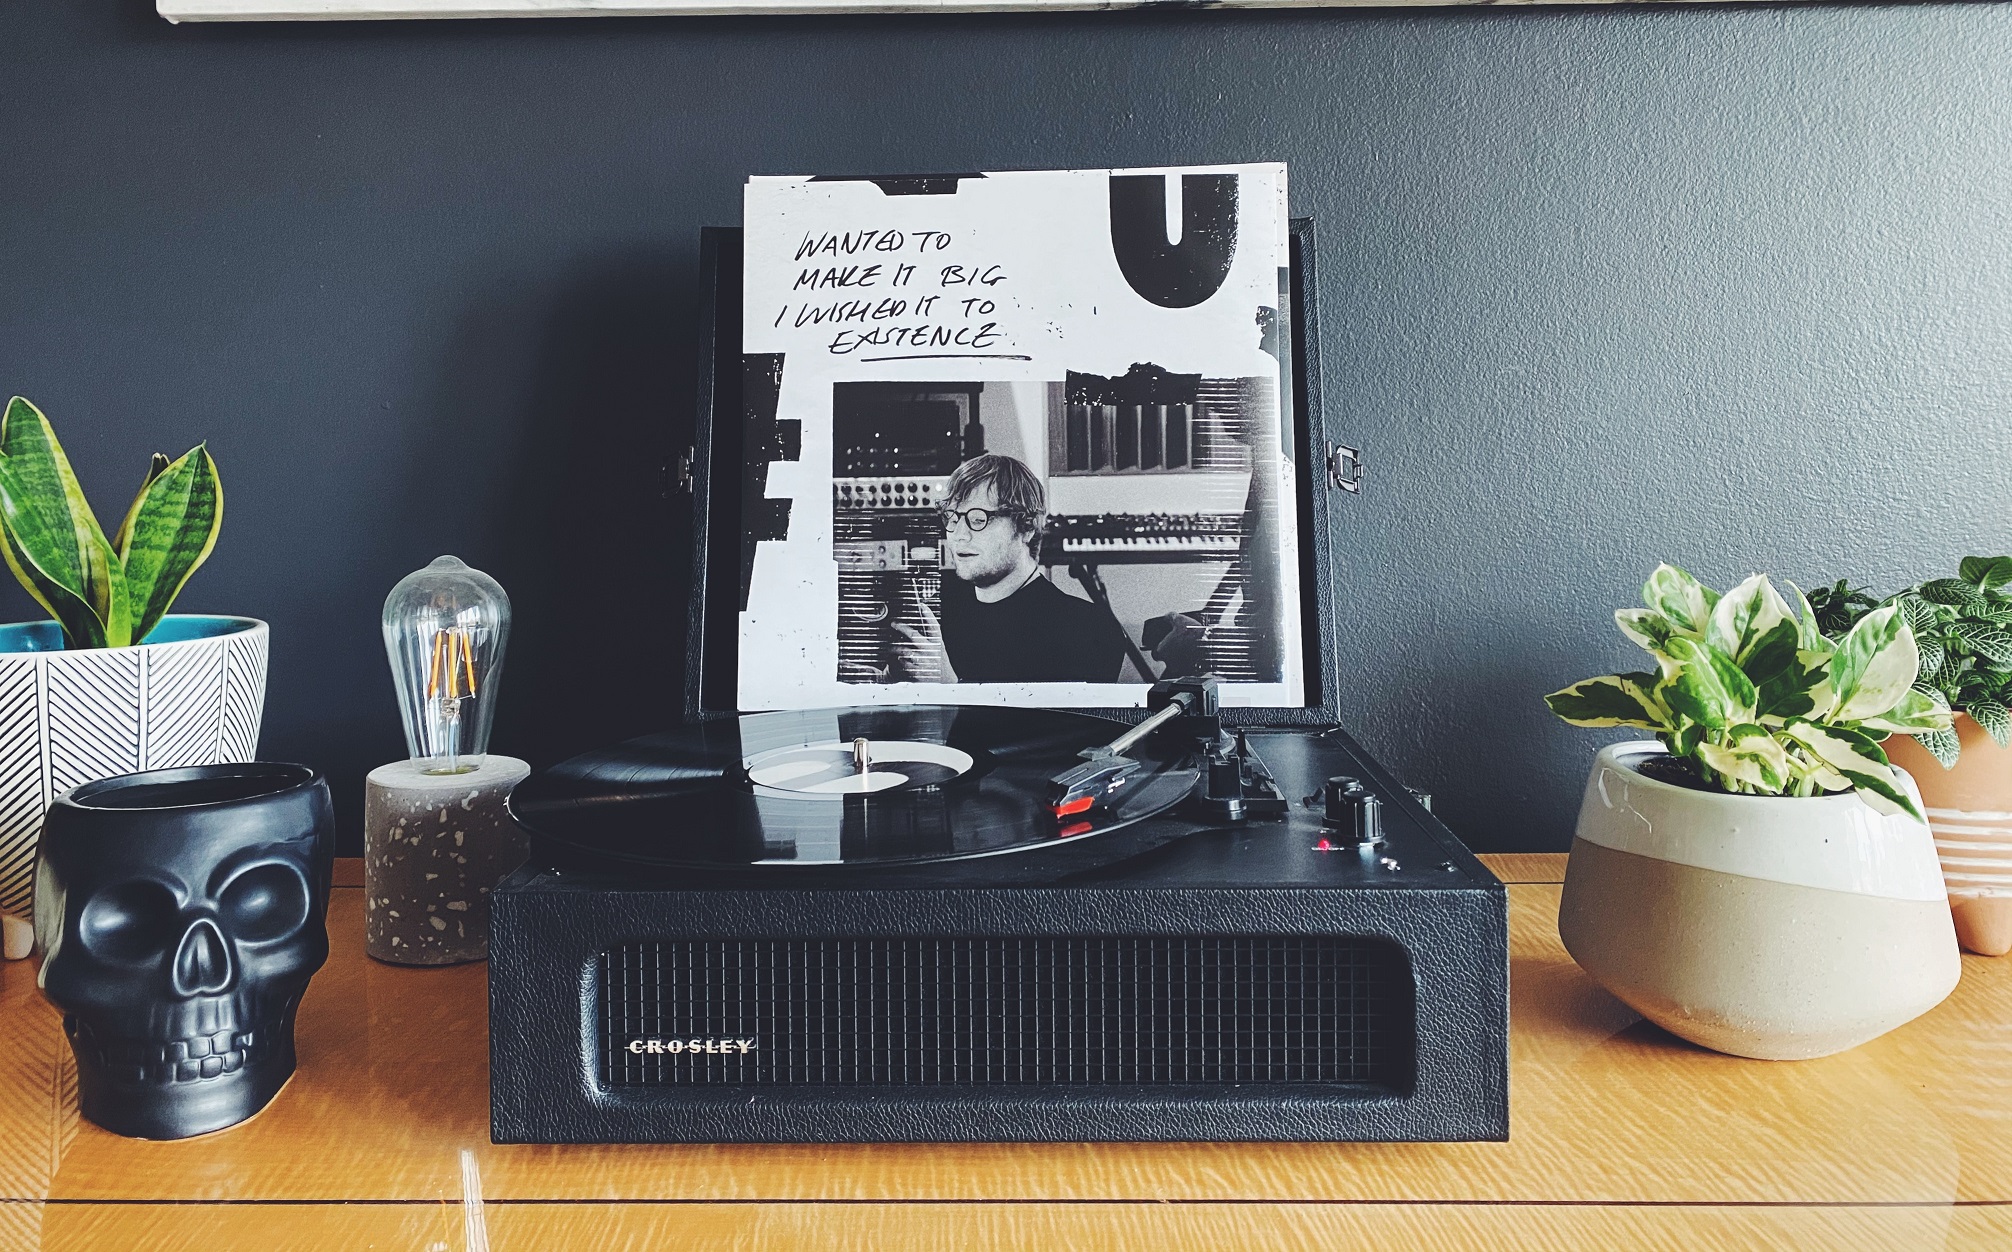 U
WANTED TO
MAKE IT BIG
I WISHED IT TO
EXISTENCE
CROSLEY